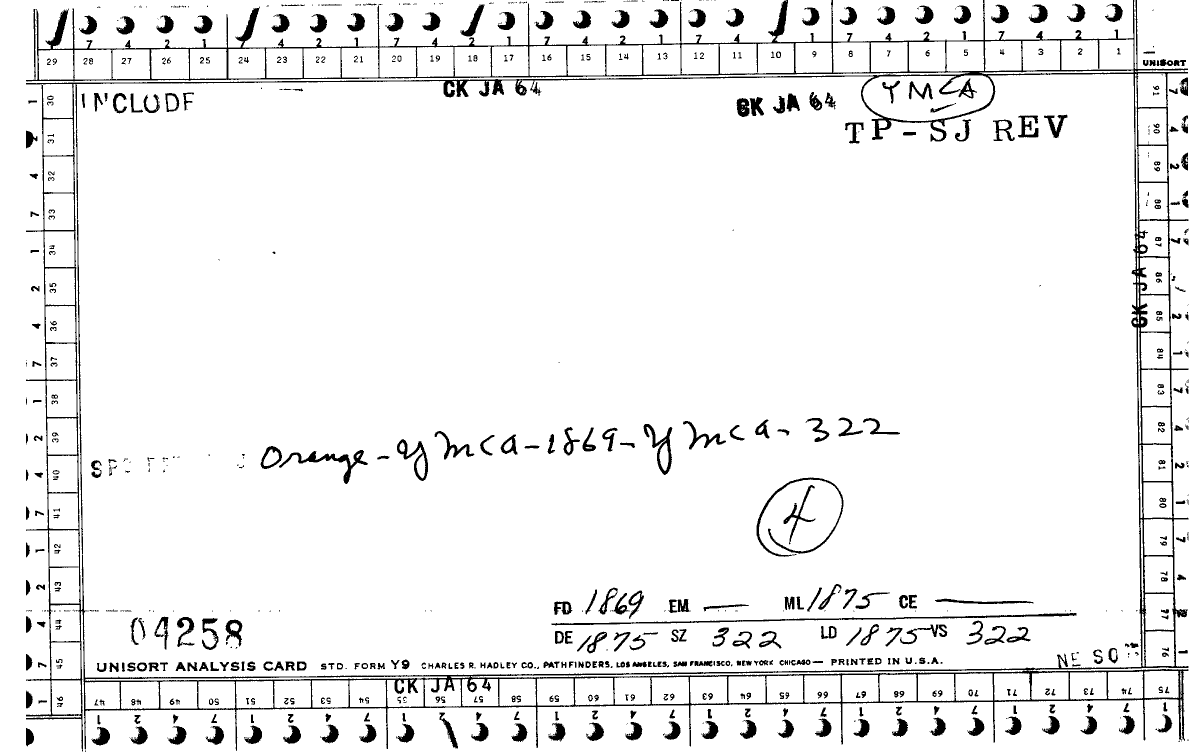 7 4 2 1 7 4 2 1 7 4 2 1 7 4 2 1 7 4 2 1 7 4 2 1
29 28 27 26 25 24 23 22 21 20 19 18 17 16 15 14 13 12 11 10 9 8 7 6 5 4 3 2 1
UNISORT
INCLUDE
CK JA 64
CK JA 64
YMCA
TP-SJ REV
CK JA 64
Orange-YMCA-1869-YMCA-322
4
FD 1869 EM — ML 1875 CE —
DE 1875 SZ 322 LD 1875 VS 322
04258
NE SO
UNISORT ANALYSIS CARD STD. FORM Y9 CHARLES R. HADLEY CO., PATHFINDERS, LOS ANGELES, SAN FRANCISCO, NEW YORK CHICAGO — PRINTED IN U.S.A.
CK JA 64
47 48 49 50 51 52 53 54 55 56 57 58 59 60 61 62 63 64 65 66 67 68 69 70 71 72 73 74 75
30 31 32 33 34 35 36 37 38 39 40 41 42 43 44 45 46
91 90 89 88 87 86 85 84 83 82 81 80 79 78 77 76